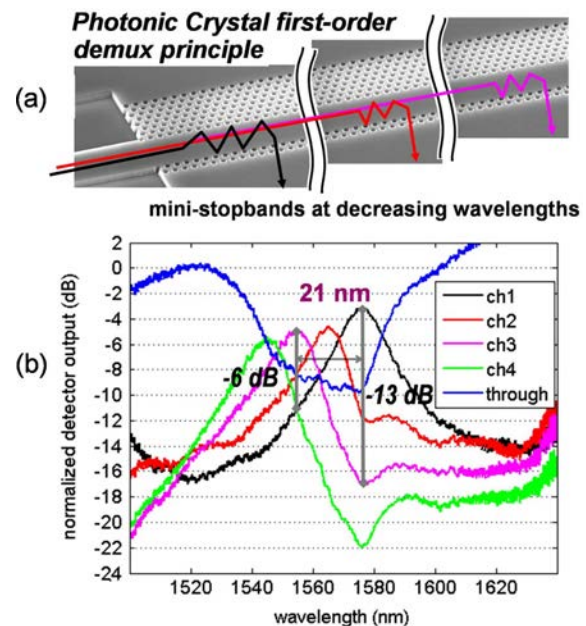 Photonic Crystal first-order
demux principle
(a)
mini-stopbands at decreasing wavelengths
(b)
normalized detector output (dB)
2
0
-2
-4
-6
-8
-10
-12
-14
-16
-18
-20
-22
-24
21 nm
-6 dB
-13 dB
ch1
ch2
ch3
ch4
through
1520 1540 1560 1580 1600 1620
wavelength (nm)